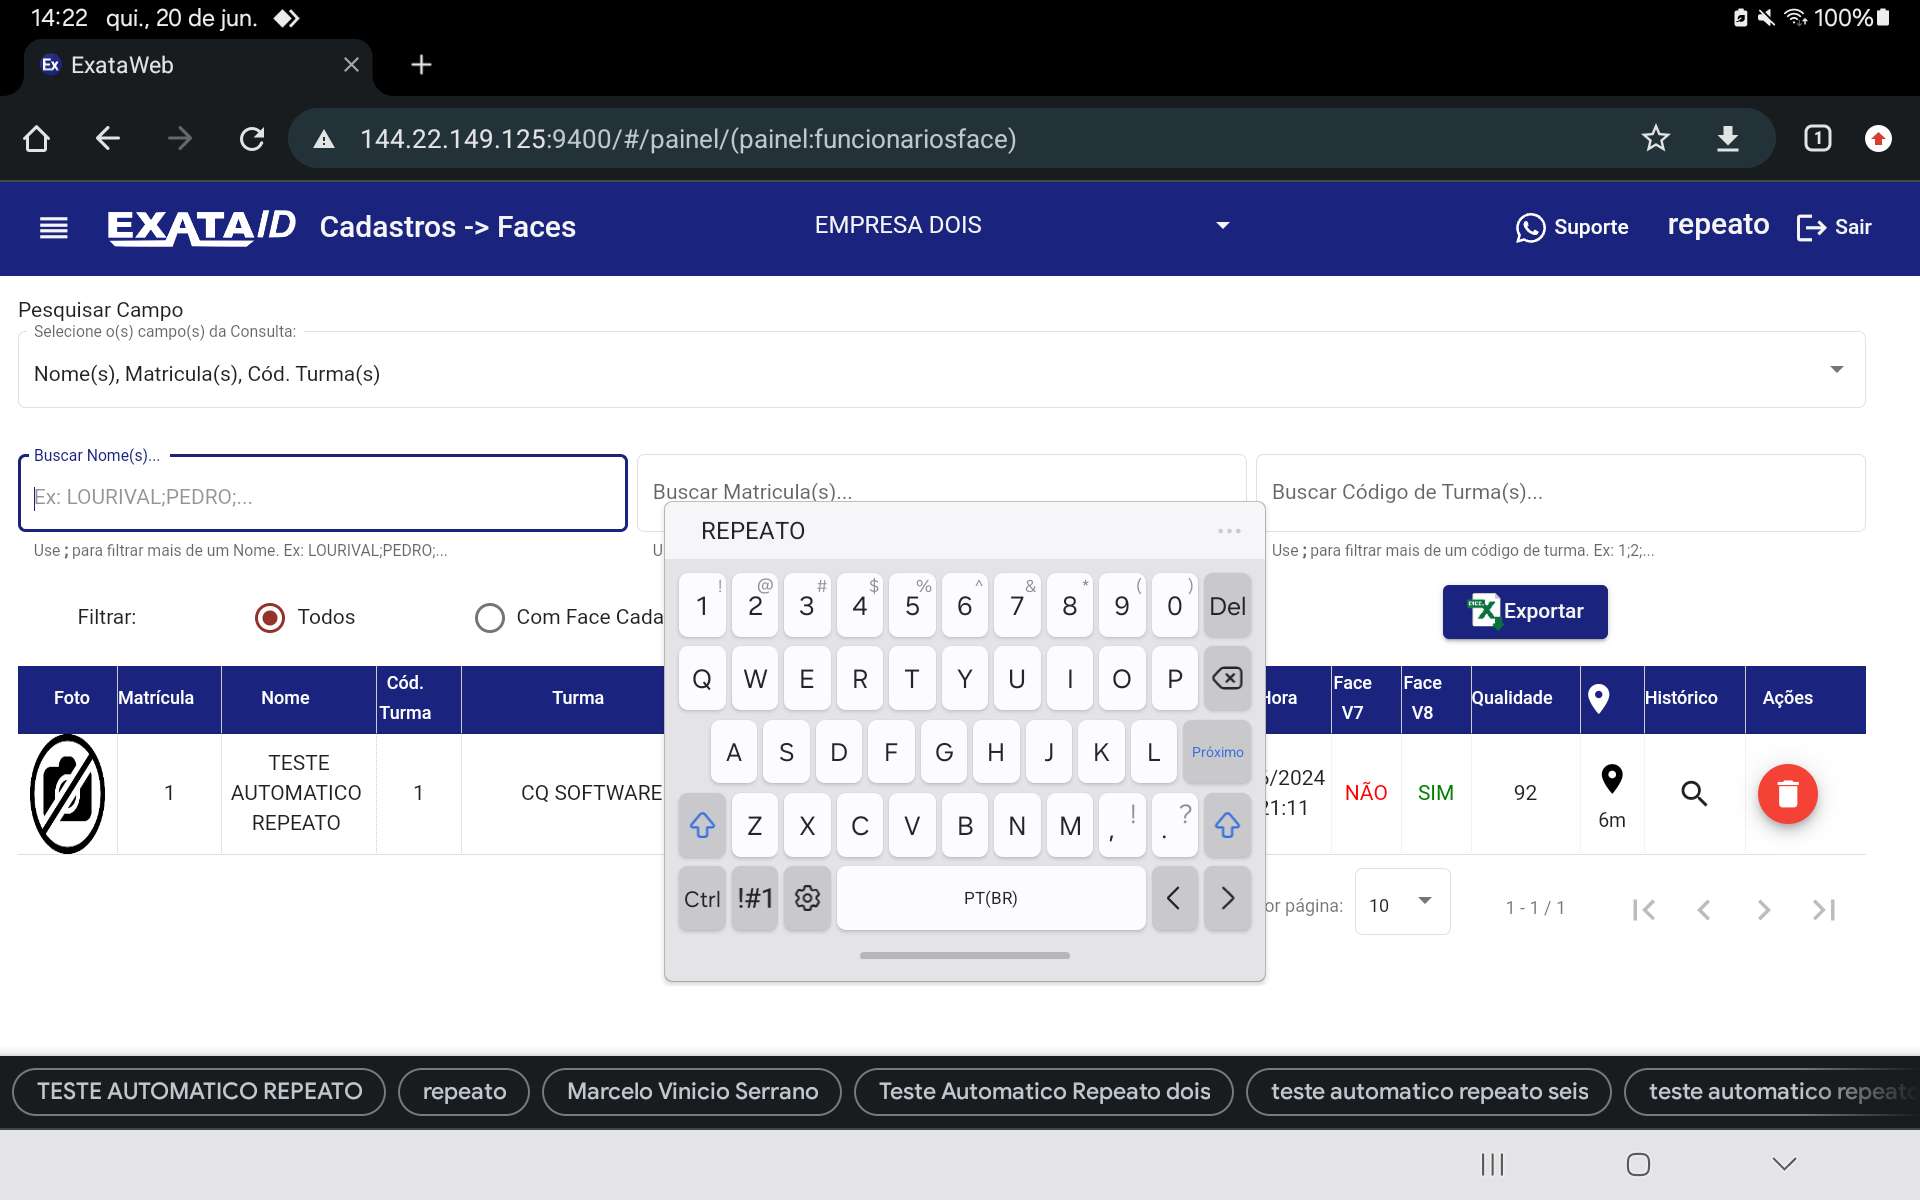 14:22 qui., 20 de jun. 100%
Ex ExataWeb
144.22.149.125:9400/#/painel/(painel:funcionariosface) 1
EXATA/D Cadastros -> Faces EMPRESA DOIS Suporte repeato Sair
Pesquisar Campo
Selecione o(s) campo(s) da Consulta:
Nome(s), Matricula(s), Cód. Turma(s)
Buscar Nome(s)...
Ex: LOURIVAL;PEDRO;... Buscar Matricula(s)... Buscar Código de Turma(s)...
Use ; para filtrar mais de um Nome. Ex: LOURIVAL;PEDRO;... U Use ; para filtrar mais de um código de turma. Ex: 1;2;...
REPEATO ...
! @ # $ % ^ & * ( )
1 2 3 4 5 6 7 8 9 0 Del
Q W E R T Y U I O P
A S D F G H J K L Próximo
Z X C V B N M , ! . ?
Ctrl !#1 PT(BR) < >
Filtrar: Todos Com Face Cada Exportar
Foto Matrícula Nome Cód. Turma Turma Hora Face V7 Face V8 Qualidade Histórico Ações
1 TESTE AUTOMATICO REPEATO 1 CQ SOFTWARE 6/2024 21:11 NÃO SIM 92 6m
or página: 10 1 - 1 / 1
TESTE AUTOMATICO REPEATO repeato Marcelo Vinicio Serrano Teste Automatico Repeato dois teste automatico repeato seis teste automatico repeato